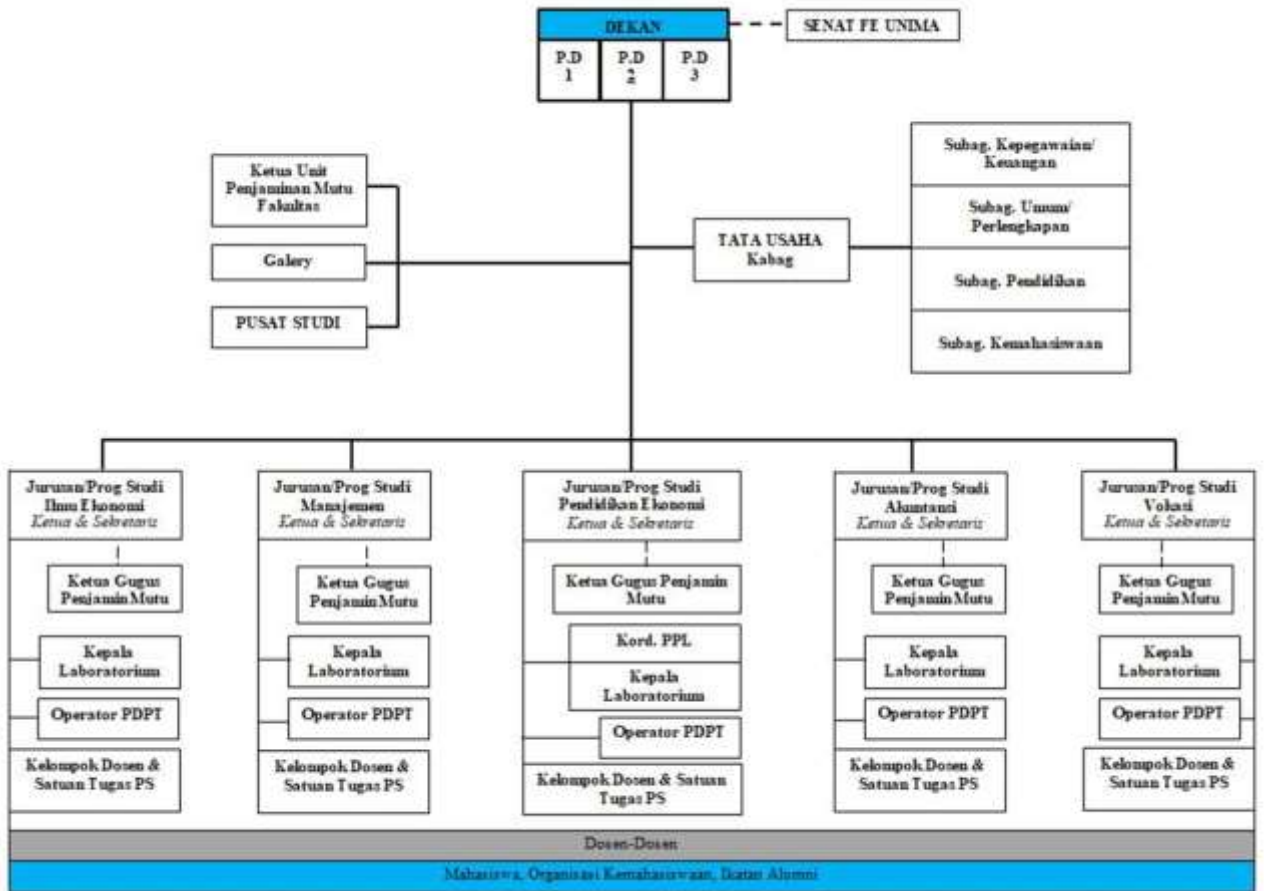 DEKAN
SENAT FE UNIMA
P.D
1
P.D
2
P.D
3
Ketua Unit
Penjaminan Mutu
Fakultas
Galery
PUSAT STUDI
TATA USAHA
Kabag
Subag. Kepegawaian/
Keuangan
Subag. Umum/
Perlengkapan
Subag. Pendidikan
Subag. Kemahasiswaan
Jurusan/Prog Studi
Ilmu Ekonomi
Ketua & Sekretaris
Ketua Gugus
Penjamin Mutu
Kepala
Laboratorium
Operator PDPT
Kelompok Dosen &
Satuan Tugas PS
Jurusan/Prog Studi
Manajemen
Ketua & Sekretaris
Ketua Gugus
Penjamin Mutu
Kepala
Laboratorium
Operator PDPT
Kelompok Dosen &
Satuan Tugas PS
Jurusan/Prog Studi
Pendidikan Ekonomi
Ketua & Sekretaris
Ketua Gugus Penjamin
Mutu
Kord. PPL
Kepala
Laboratorium
Operator PDPT
Kelompok Dosen & Satuan
Tugas PS
Jurusan/Prog Studi
Akuntansi
Ketua & Sekretaris
Ketua Gugus
Penjamin Mutu
Kepala
Laboratorium
Operator PDPT
Kelompok Dosen &
Satuan Tugas PS
Jurusan/Prog Studi
Vokasi
Ketua & Sekretaris
Ketua Gugus
Penjamin Mutu
Kepala
Laboratorium
Operator PDPT
Kelompok Dosen &
Satuan Tugas PS
Dosen-Dosen
Mahasiswa, Organisasi Kemahasiswaan, Ikatan Alumni